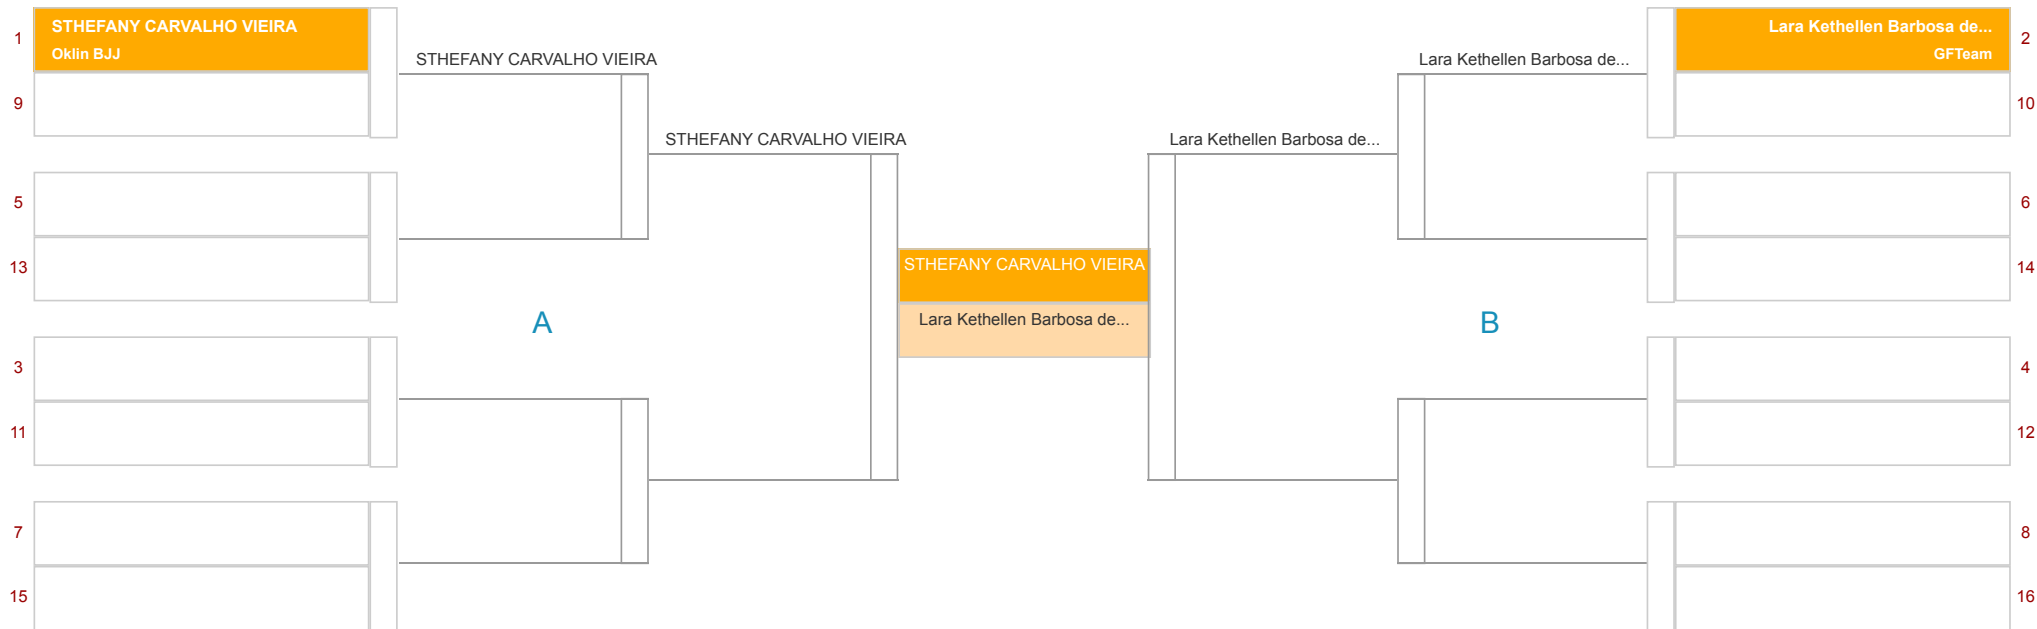 1
STHEFANY CARVALHO VIEIRA
Oklin BJJ
9
5
13
3
11
7
15
STHEFANY CARVALHO VIEIRA
STHEFANY CARVALHO VIEIRA
A
STHEFANY CARVALHO VIEIRA
Lara Kethellen Barbosa de...
Lara Kethellen Barbosa de...
Lara Kethellen Barbosa de...
B
Lara Kethellen Barbosa de...
GFTeam
2
10
6
14
4
12
8
16